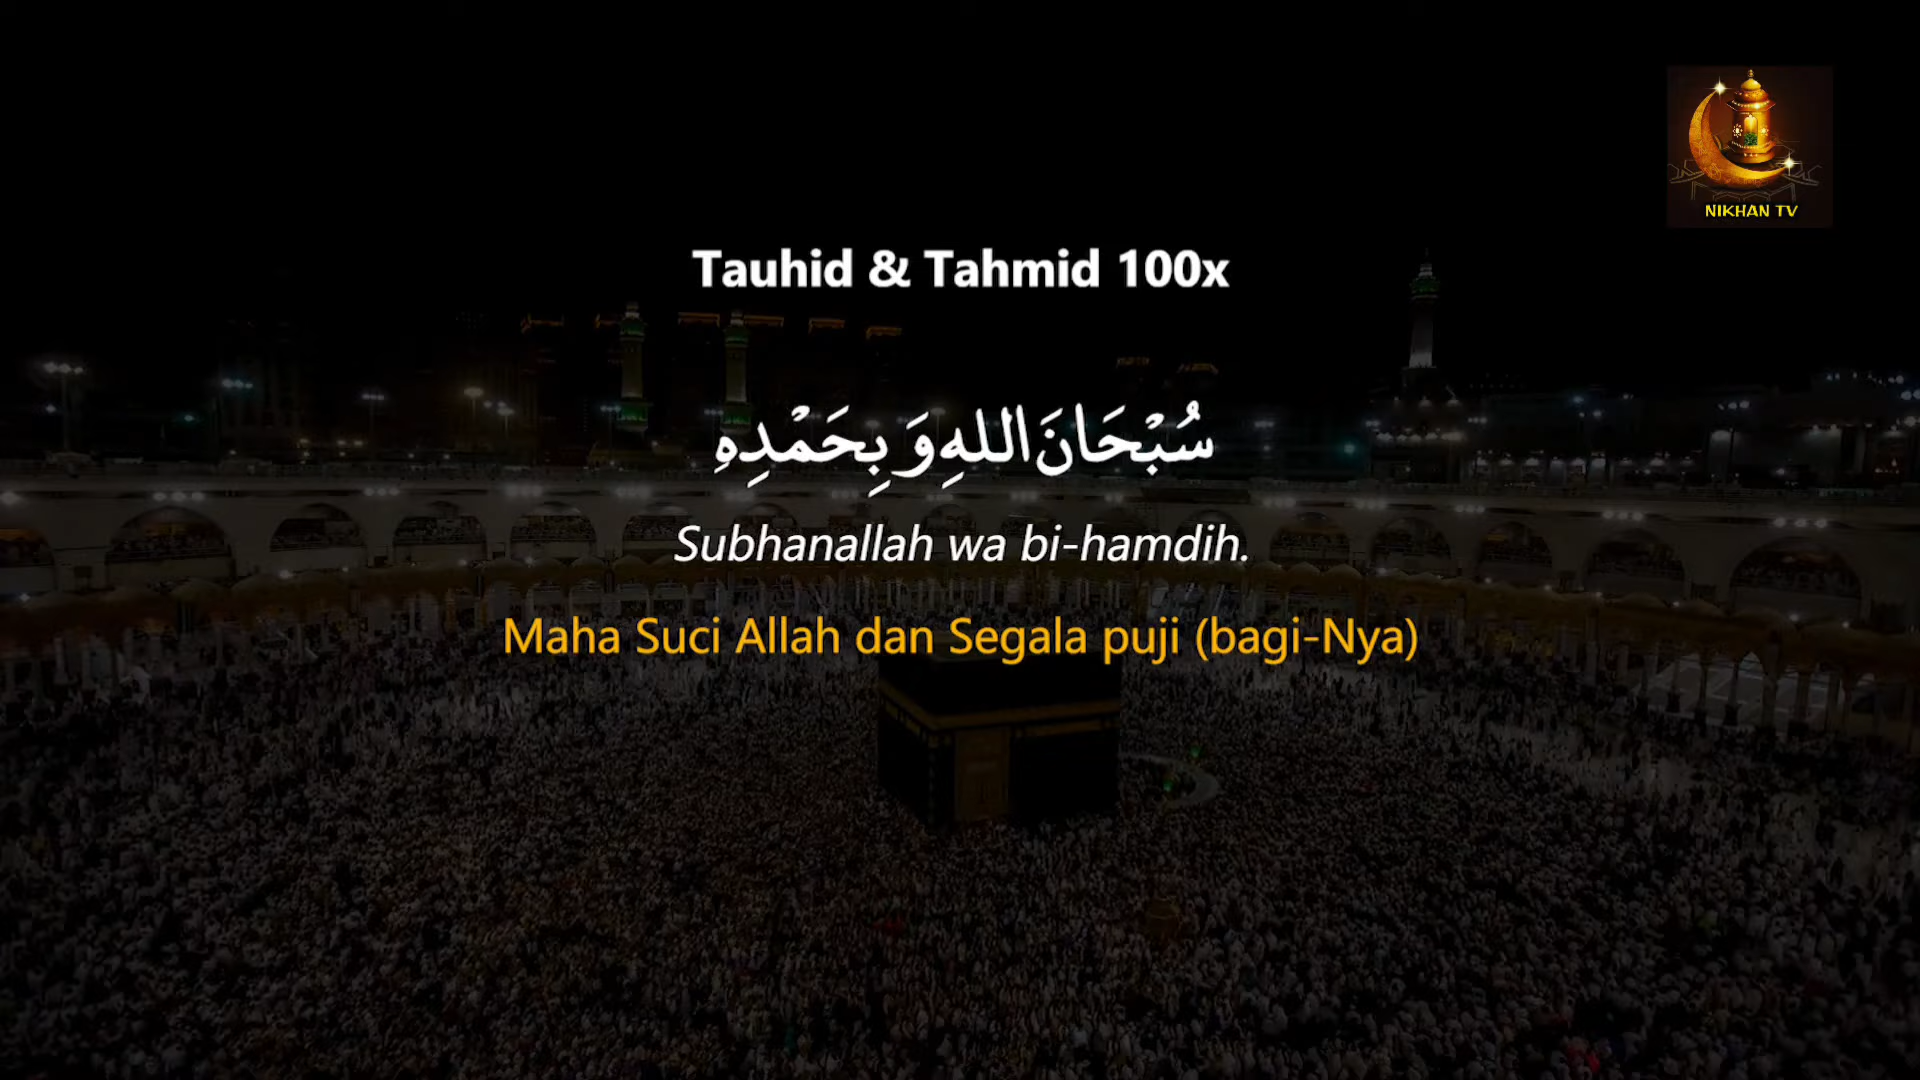 NIKHAN TV
Tauhid & Tahmid 100x
سُبْحَانَ اللهِ وَ بِحَمْدِهِ
Subhanallah wa bi-hamdih.
Maha Suci Allah dan Segala puji (bagi-Nya)